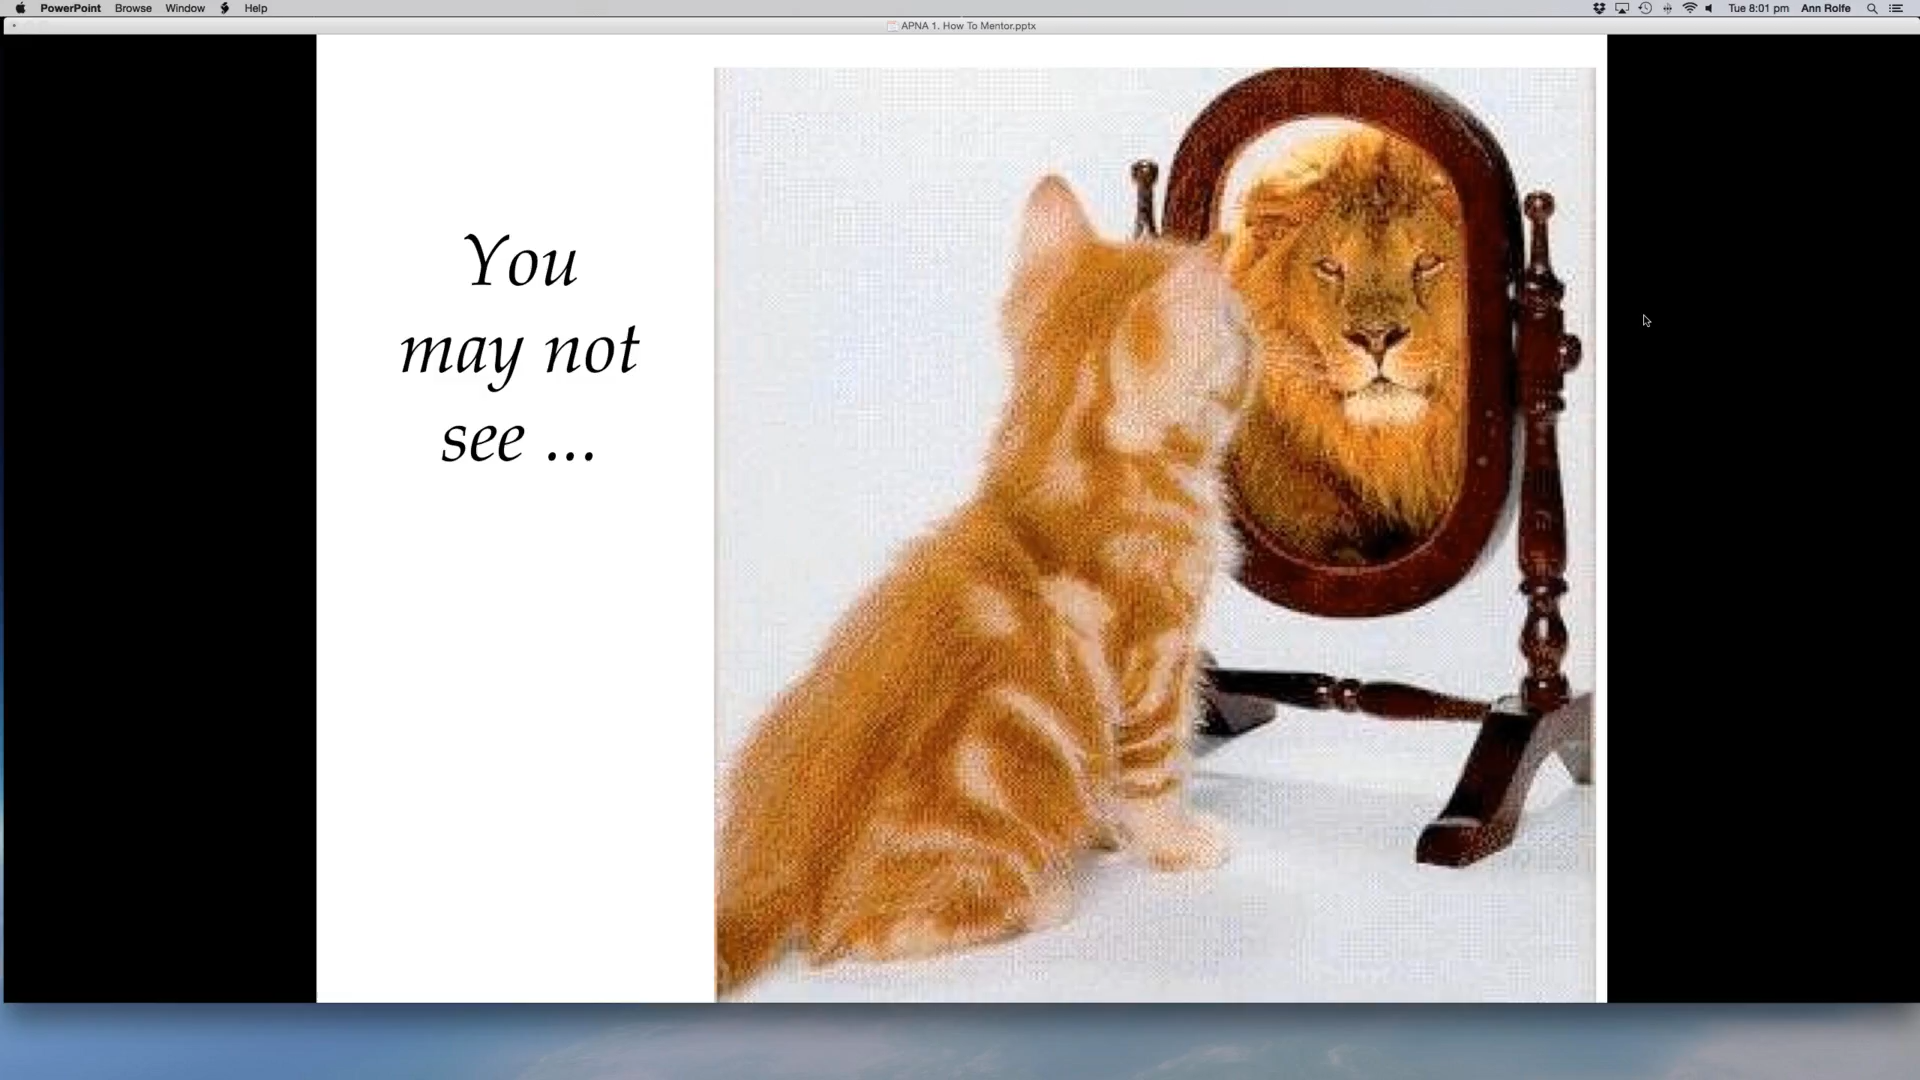 PowerPoint Browse Window Help Tue 8:01 pm Ann Rolfe
APNA 1. How To Mentor.pptx
You
may not
see ...